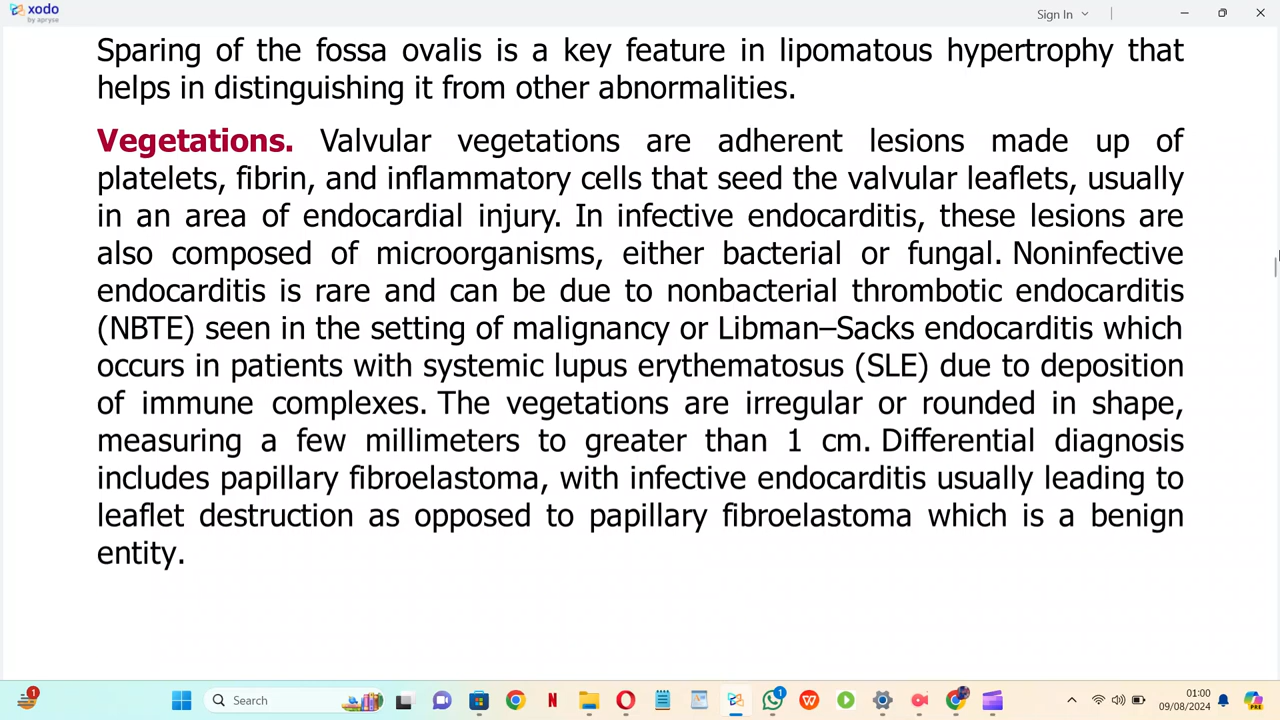 xodo
by apryse
Sign In
Sparing of the fossa ovalis is a key feature in lipomatous hypertrophy that
helps in distinguishing it from other abnormalities.
Vegetations. Valvular vegetations are adherent lesions made up of
platelets, fibrin, and inflammatory cells that seed the valvular leaflets, usually
in an area of endocardial injury. In infective endocarditis, these lesions are
also composed of microorganisms, either bacterial or fungal. Noninfective
endocarditis is rare and can be due to nonbacterial thrombotic endocarditis
(NBTE) seen in the setting of malignancy or Libman–Sacks endocarditis which
occurs in patients with systemic lupus erythematosus (SLE) due to deposition
of immune complexes. The vegetations are irregular or rounded in shape,
measuring a few millimeters to greater than 1 cm. Differential diagnosis
includes papillary fibroelastoma, with infective endocarditis usually leading to
leaflet destruction as opposed to papillary fibroelastoma which is a benign
entity.
1
Search
N
1
W
01:00
09/08/2024
PRE